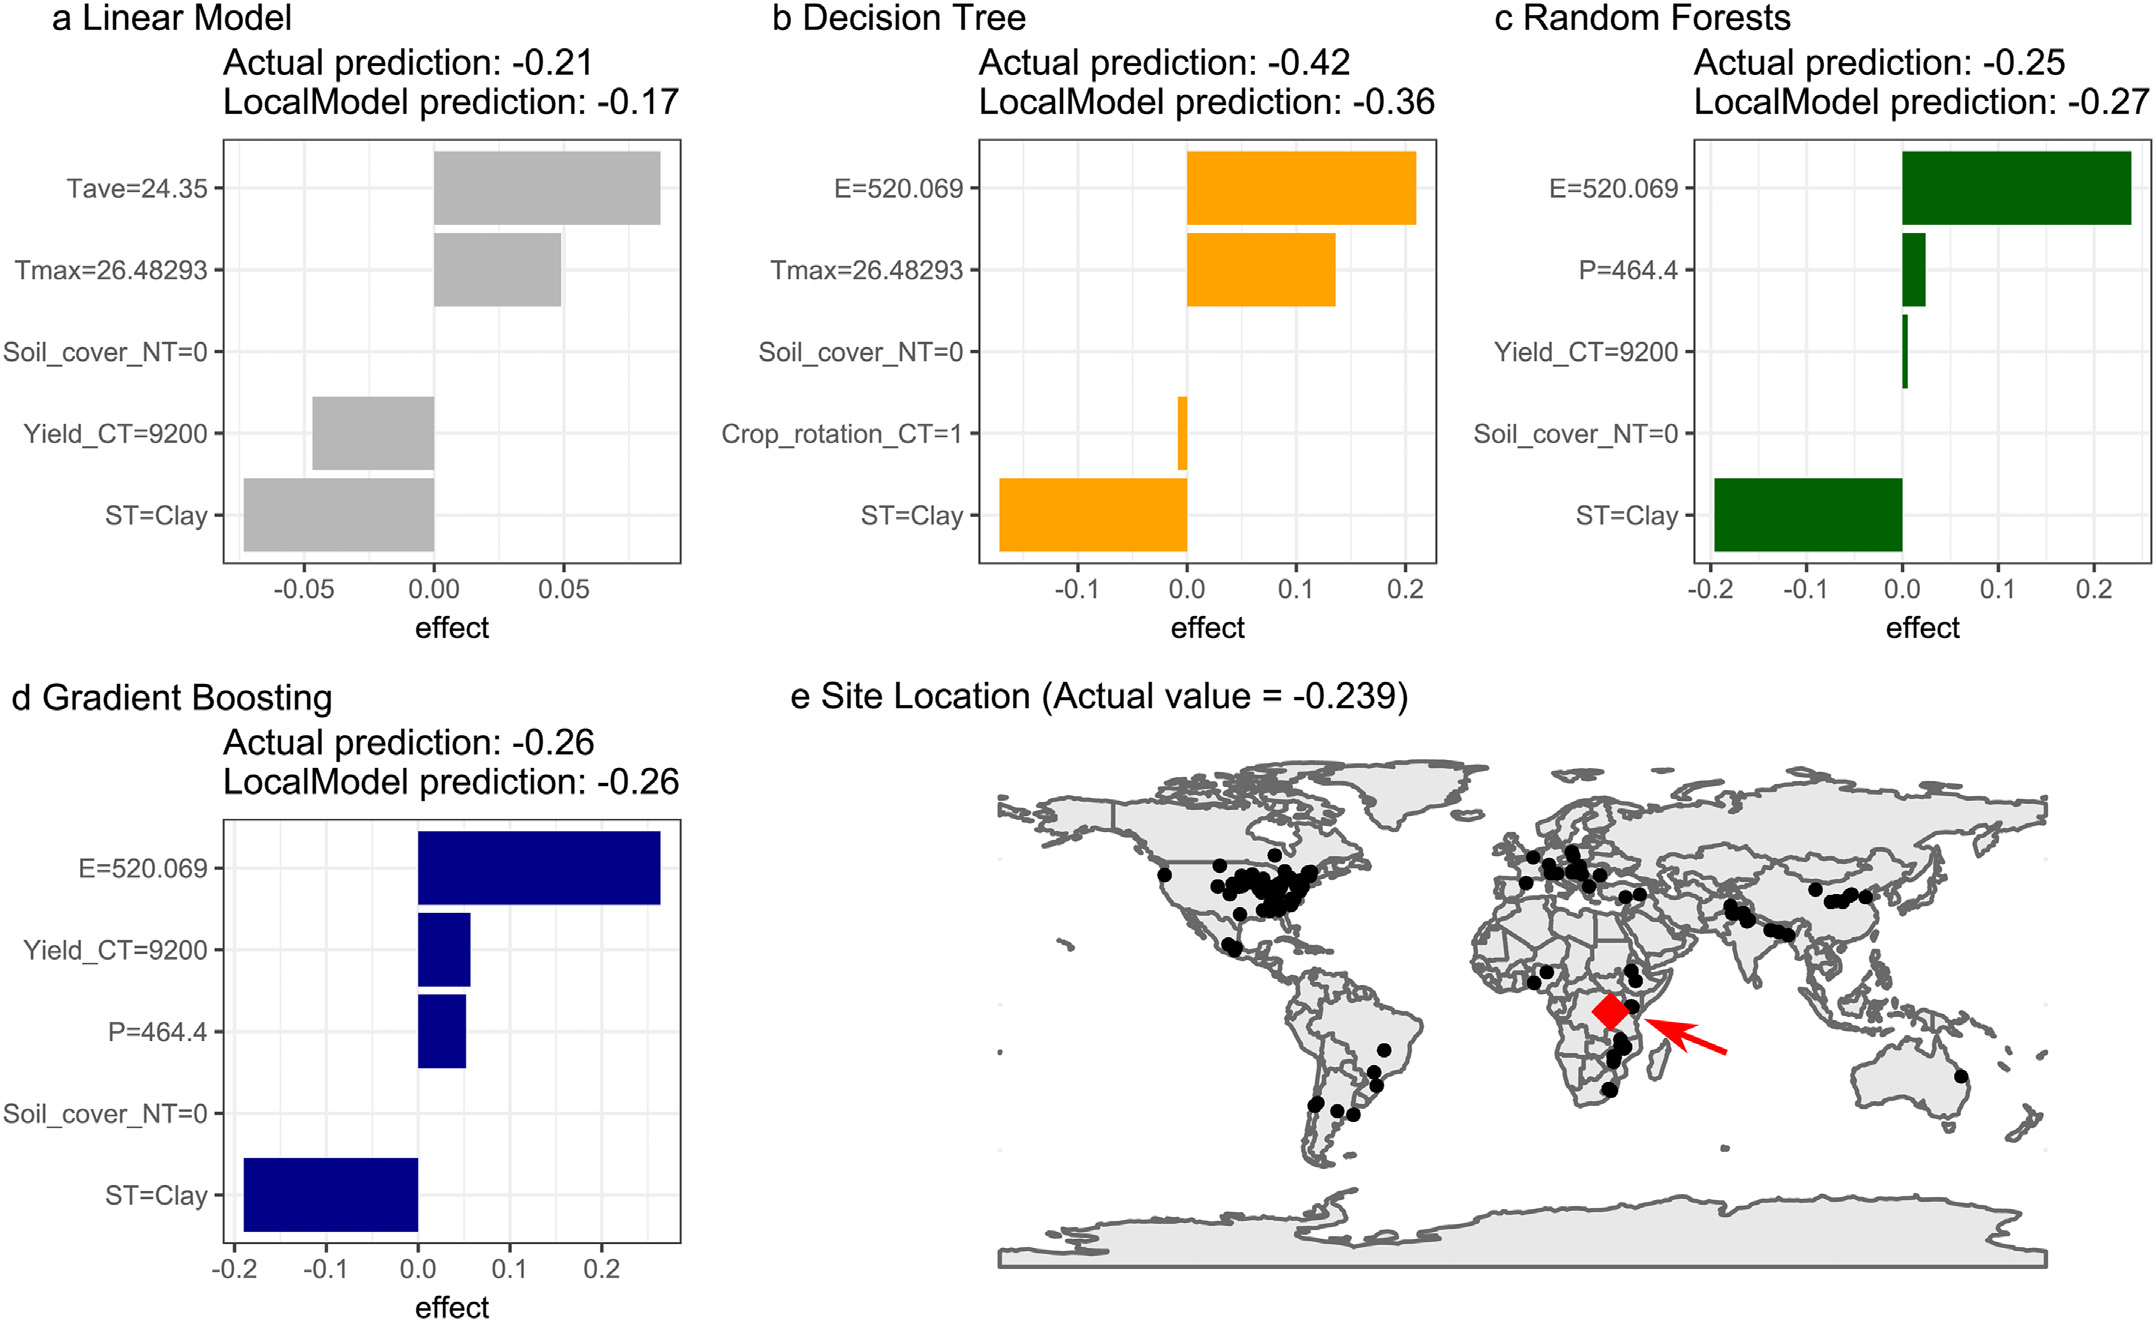 a Linear Model
Actual prediction: -0.21
LocalModel prediction: -0.17
Tave=24.35
Tmax=26.48293
Soil_cover_NT=0
Yield_CT=9200
ST=Clay
-0.05 0.00 0.05
effect
b Decision Tree
Actual prediction: -0.42
LocalModel prediction: -0.36
E=520.069
Tmax=26.48293
Soil_cover_NT=0
Crop_rotation_CT=1
ST=Clay
-0.1 0.0 0.1 0.2
effect
c Random Forests
Actual prediction: -0.25
LocalModel prediction: -0.27
E=520.069
P=464.4
Yield_CT=9200
Soil_cover_NT=0
ST=Clay
-0.2 -0.1 0.0 0.1 0.2
effect
d Gradient Boosting
Actual prediction: -0.26
LocalModel prediction: -0.26
E=520.069
Yield_CT=9200
P=464.4
Soil_cover_NT=0
ST=Clay
-0.2 -0.1 0.0 0.1 0.2
effect
e Site Location (Actual value = -0.239)